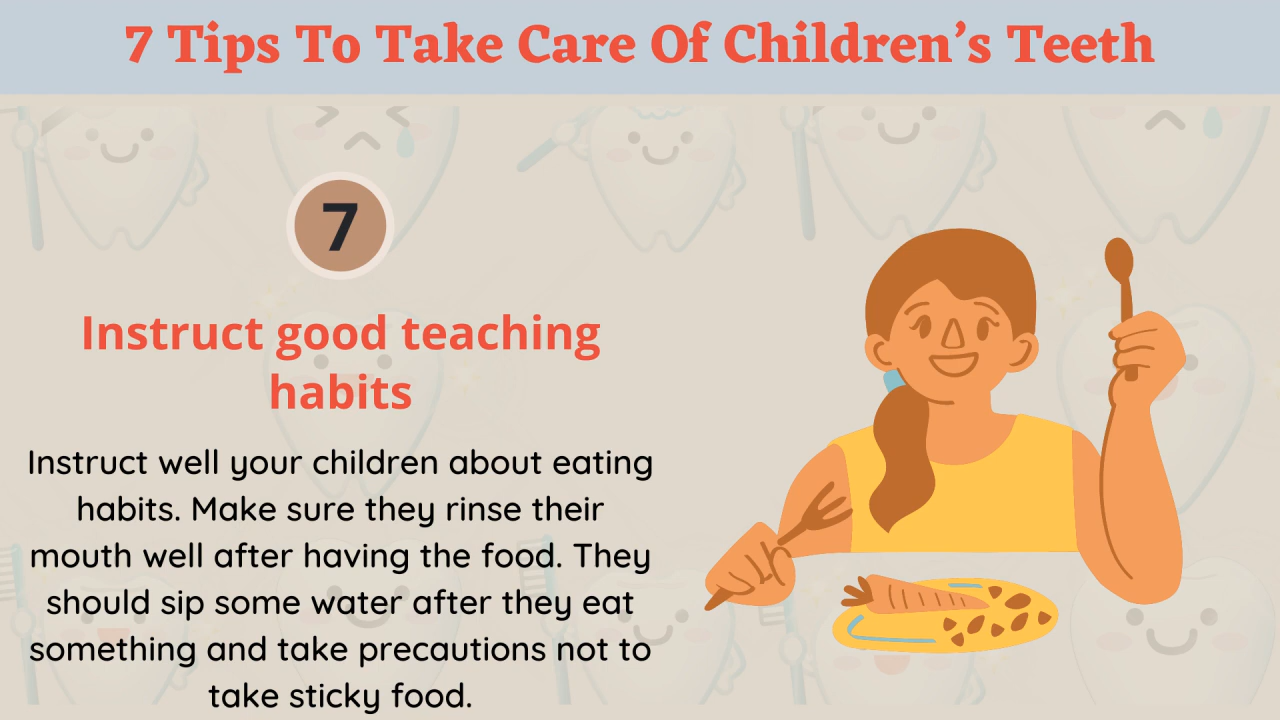 7 Tips To Take Care Of Children’s Teeth
7
Instruct good teaching
habits
Instruct well your children about eating
habits. Make sure they rinse their
mouth well after having the food. They
should sip some water after they eat
something and take precautions not to
take sticky food.